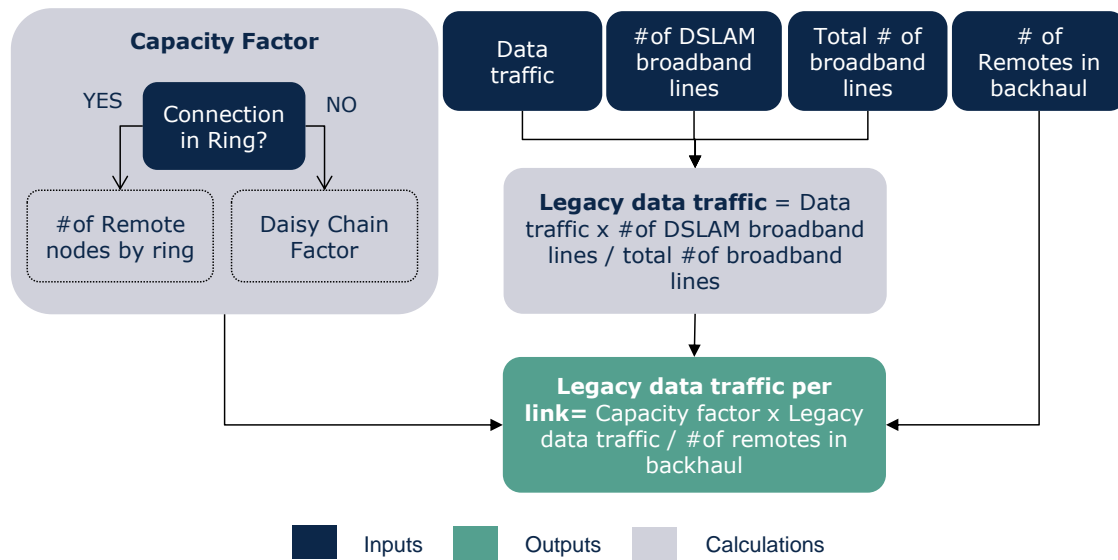 Capacity Factor
YES
NO
Connection
in Ring?
#of Remote
nodes by ring
Daisy Chain
Factor
Data
traffic
#of DSLAM
broadband
lines
Total # of
broadband
lines
# of
Remotes in
backhaul
Legacy data traffic = Data
traffic x #of DSLAM broadband
lines / total #of broadband
lines
Legacy data traffic per
link= Capacity factor x Legacy
data traffic / #of remotes in
backhaul
Inputs
Outputs
Calculations